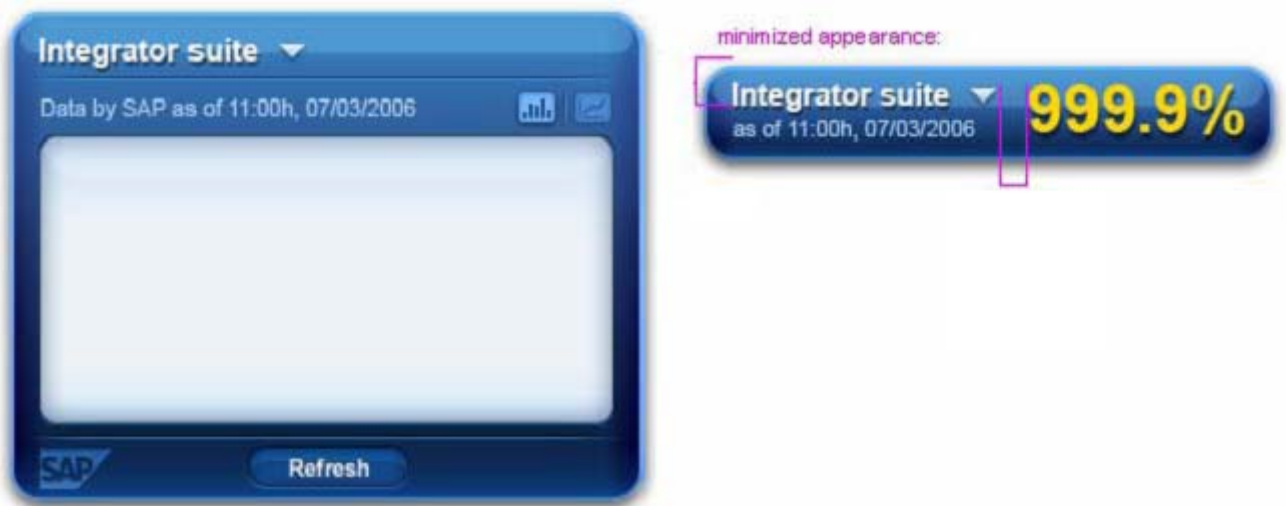 Integrator suite
Data by SAP as of 11:00h, 07/03/2006
SAP
Refresh
minimized appearance:
Integrator suite
999.9%
as of 11:00h, 07/03/2006